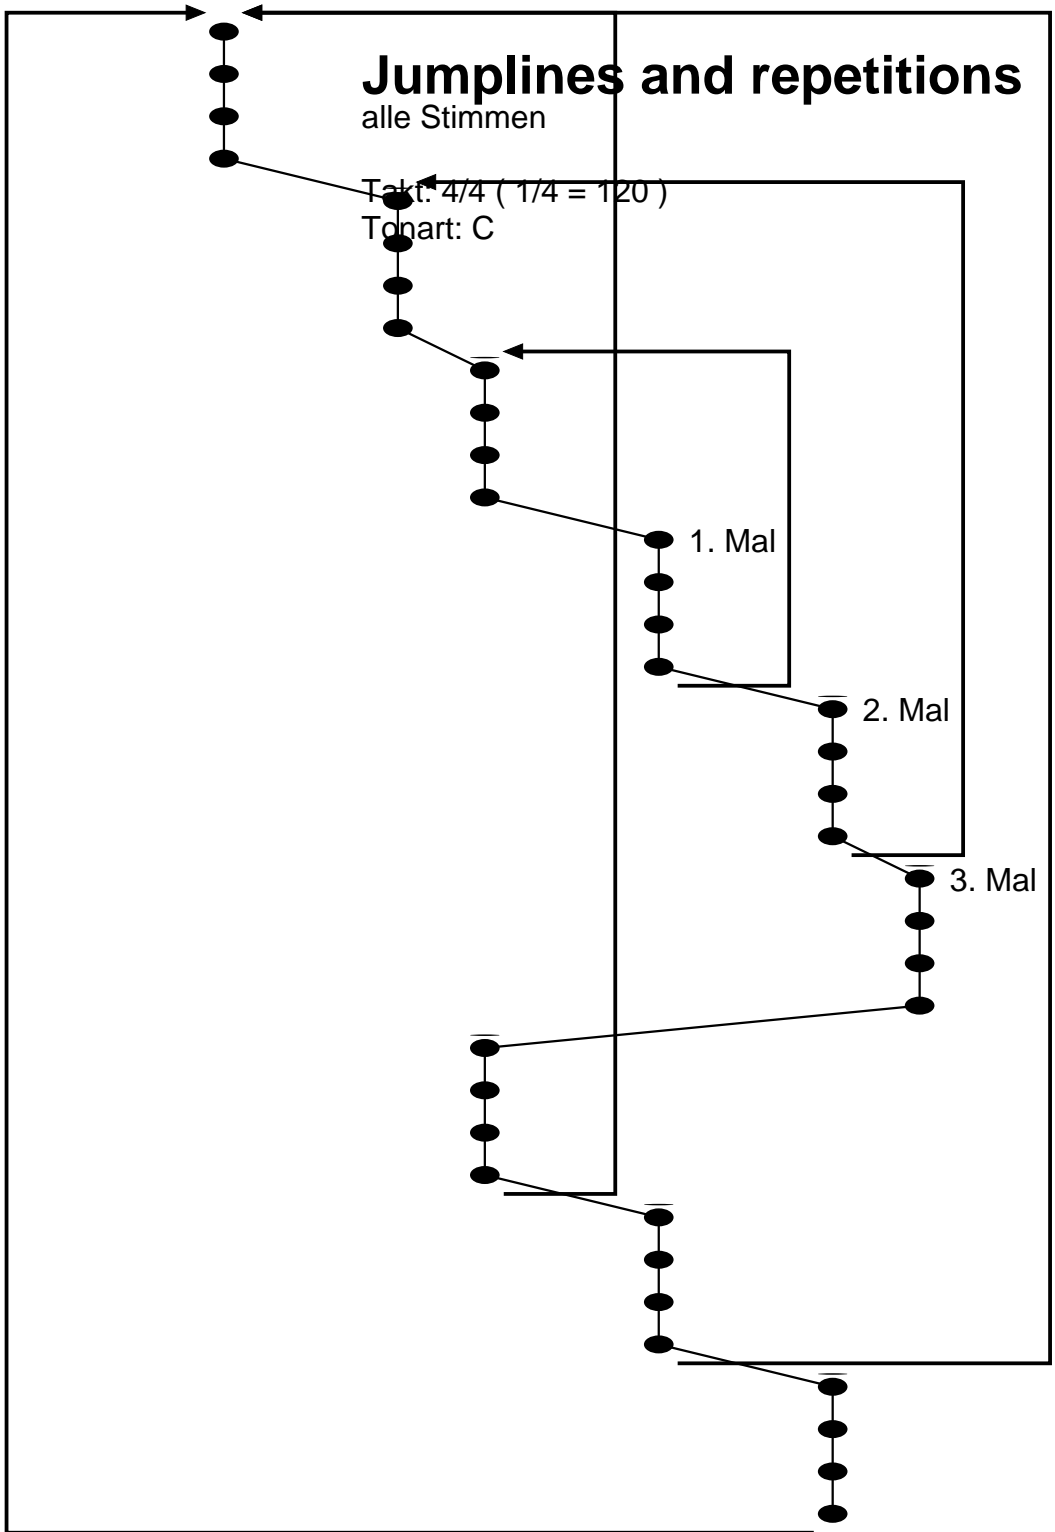 Jumplines and repetitions
alle Stimmen
Takt: 4/4 ( 1/4 = 120 )
Tonart: C
1. Mal
2. Mal
3. Mal